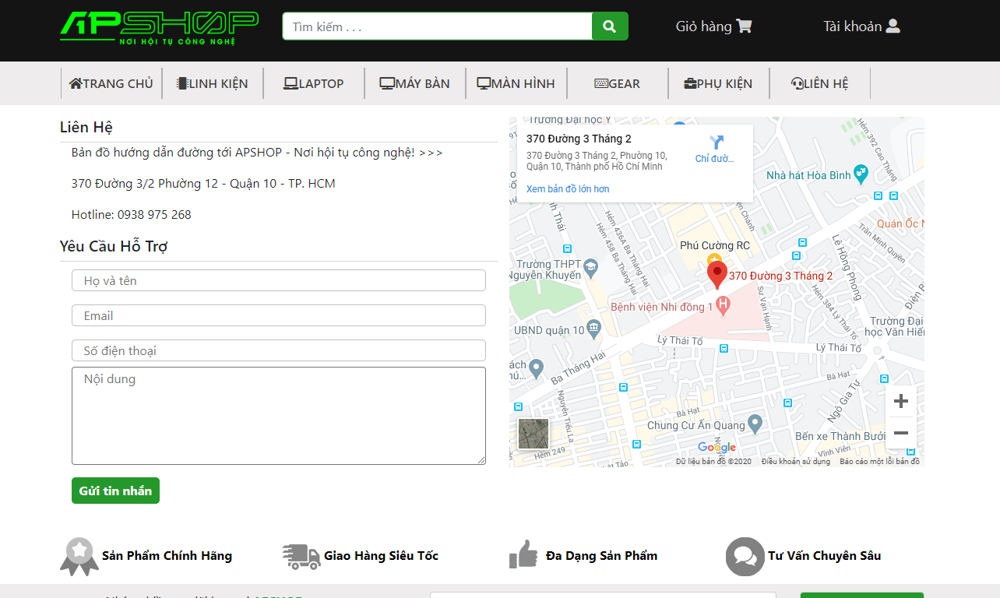 APSHOP
NƠI HỘI TỤ CÔNG NGHỆ
Tìm kiếm . . .
Giỏ hàng
Tài khoản
TRANG CHỦ
LINH KIỆN
LAPTOP
MÁY BÀN
MÀN HÌNH
GEAR
PHỤ KIỆN
LIÊN HỆ
Liên Hệ
Bản đồ hướng dẫn đường tới APSHOP - Nơi hội tụ công nghệ! >>>
370 Đường 3/2 Phường 12 - Quận 10 - TP. HCM
Hotline: 0938 975 268
Yêu Cầu Hỗ Trợ
Họ và tên
Email
Số điện thoại
Nội dung
Gửi tin nhắn
Trường Đại học Y
370 Đường 3 Tháng 2
370 Đường 3 Tháng 2, Phường 10,
Quận 10, Thành phố Hồ Chí Minh
Chỉ đườ...
Xem bản đồ lớn hơn
Hẻm 392 Cao Thắng
Nhà hát Hòa Bình
Quán Ốc
Trần Minh Quyền
Lê Hồng Phong
Hẻm 436A Ba Tháng Hai
Hẻm 458 Ba Tháng Hai
Phú Cường RC
Trường THPT
Nguyễn Khuyến
370 Đường 3 Tháng 2
Bệnh viện Nhi đồng 1
Sư Vạn Hạnh
Hẻm 384 Lý Thái Tổ
UBND quận 10
Lý Thái Tổ
Lý Thái Tổ
Trường Đại
học Văn Hiến
Ba Tháng Hai
Bà Hạt
Ngô Gia Tự
Nguyễn Tiểu La
Bà Hạt
Chung Cư Ấn Quang
Bến xe Thành Bưởi
Vĩnh Viễn
Hẻm 249
Google
Dữ liệu bản đồ ©2020
Điều khoản sử dụng
Báo cáo một lỗi bản đồ
Sản Phẩm Chính Hãng
Giao Hàng Siêu Tốc
Đa Dạng Sản Phẩm
Tư Vấn Chuyên Sâu